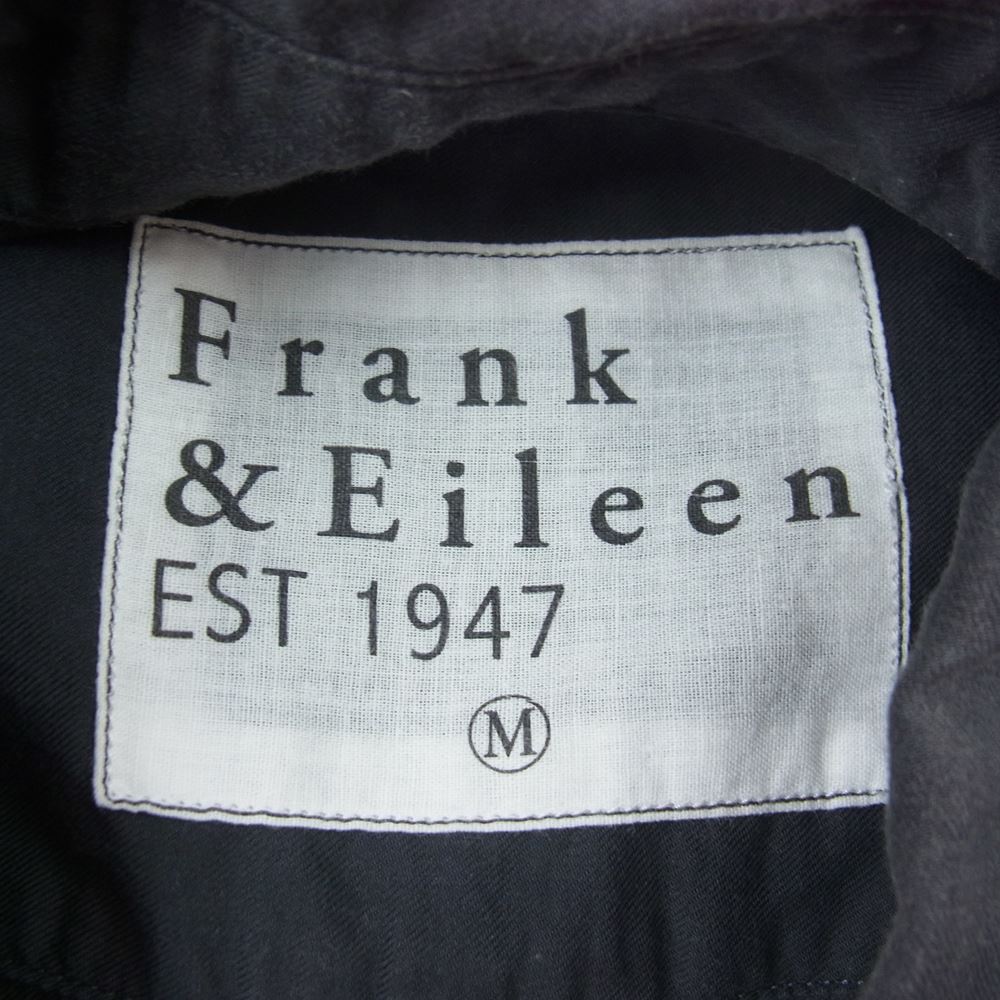 Frank
& Eileen
EST 1947
M